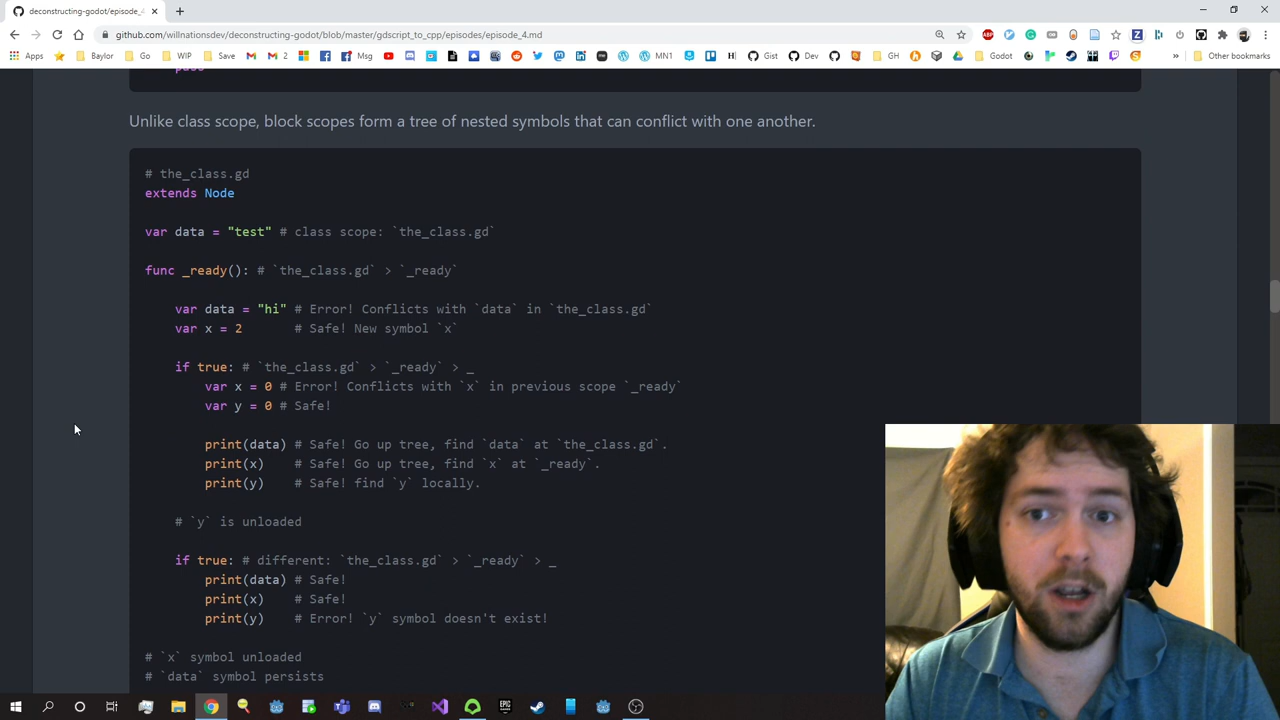 deconstructing-godot/episode_4
github.com/willnationsdev/deconstructing-godot/blob/master/gdscript_to_cpp/episodes/episode_4.md
Apps Baylor Go WIP Save 2 Msg MN1 Gist Dev GH Godot » Other bookmarks
pass
Unlike class scope, block scopes form a tree of nested symbols that can conflict with one another.
# the_class.gd
extends Node
var data = "test" # class scope: `the_class.gd`
func _ready(): # `the_class.gd` > `_ready`
var data = "hi" # Error! Conflicts with `data` in `the_class.gd`
var x = 2 # Safe! New symbol `x`
if true: # `the_class.gd` > `_ready` > _
var x = 0 # Error! Conflicts with `x` in previous scope `_ready`
var y = 0 # Safe!
print(data) # Safe! Go up tree, find `data` at `the_class.gd`.
print(x) # Safe! Go up tree, find `x` at `_ready`.
print(y) # Safe! find `y` locally.
# `y` is unloaded
if true: # different: `the_class.gd` > `_ready` > _
print(data) # Safe!
print(x) # Safe!
print(y) # Error! `y` symbol doesn't exist!
# `x` symbol unloaded
# `data` symbol persists